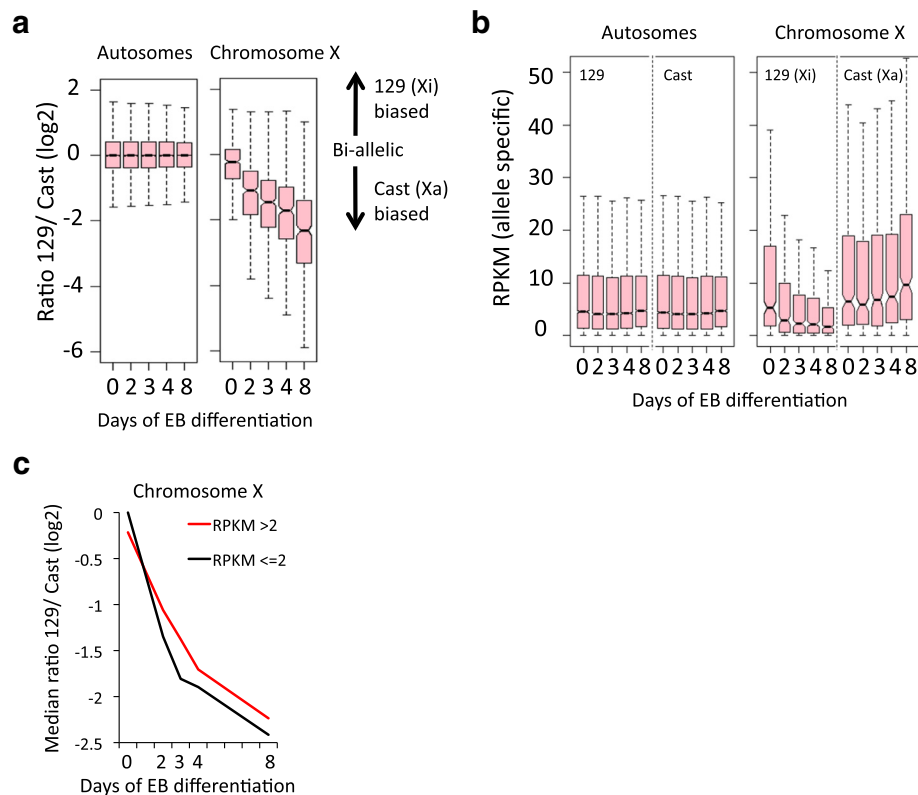 a
Autosomes
Chromosome X
Ratio 129/ Cast (log2)
2
0
-2
-4
-6
129 (Xi)
biased
Bi-allelic
Cast (Xa)
biased
0 2 3 4 8
0 2 3 4 8
Days of EB differentiation
b
Autosomes
Chromosome X
RPKM (allele specific)
50
40
30
20
10
0
129
Cast
129 (Xi)
Cast (Xa)
0 2 3 4 8
0 2 3 4 8
0 2 3 4 8
0 2 3 4 8
Days of EB differentiation
c
Chromosome X
Median ratio 129/ Cast (log2)
0
-0.5
-1
-1.5
-2
-2.5
RPKM >2
RPKM <=2
0 2 3 4 8
Days of EB differentiation